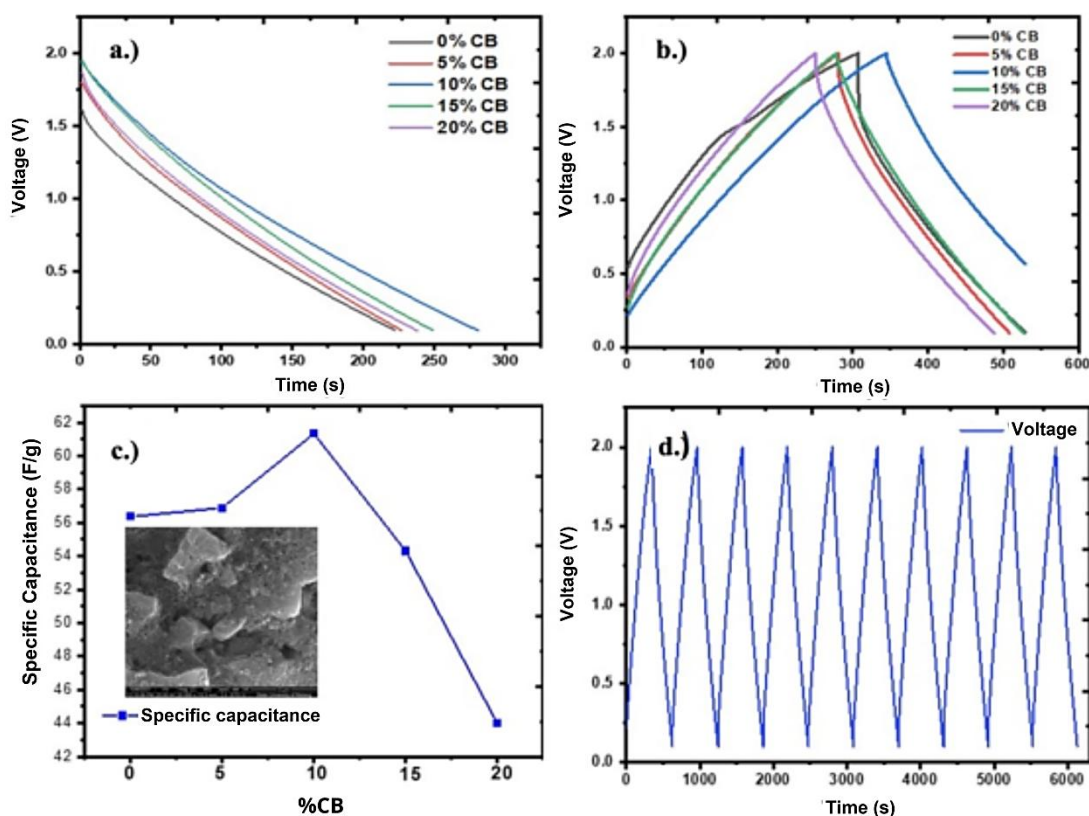 a.)
0% CB
5% CB
10% CB
15% CB
20% CB
2.0
1.5
1.0
0.5
0.0
Voltage (V)
0 50 100 150 200 250 300
Time (s)
b.)
0% CB
5% CB
10% CB
15% CB
20% CB
2.0
1.5
1.0
0.5
0.0
Voltage (V)
0 100 200 300 400 500 600
Time (s)
c.)
62
60
58
56
54
52
50
48
46
44
42
Specific Capacitance (F/g)
Specific capacitance
0 5 10 15 20
%CB
d.)
Voltage
2.0
1.5
1.0
0.5
0.0
Voltage (V)
0 1000 2000 3000 4000 5000 6000
Time (s)